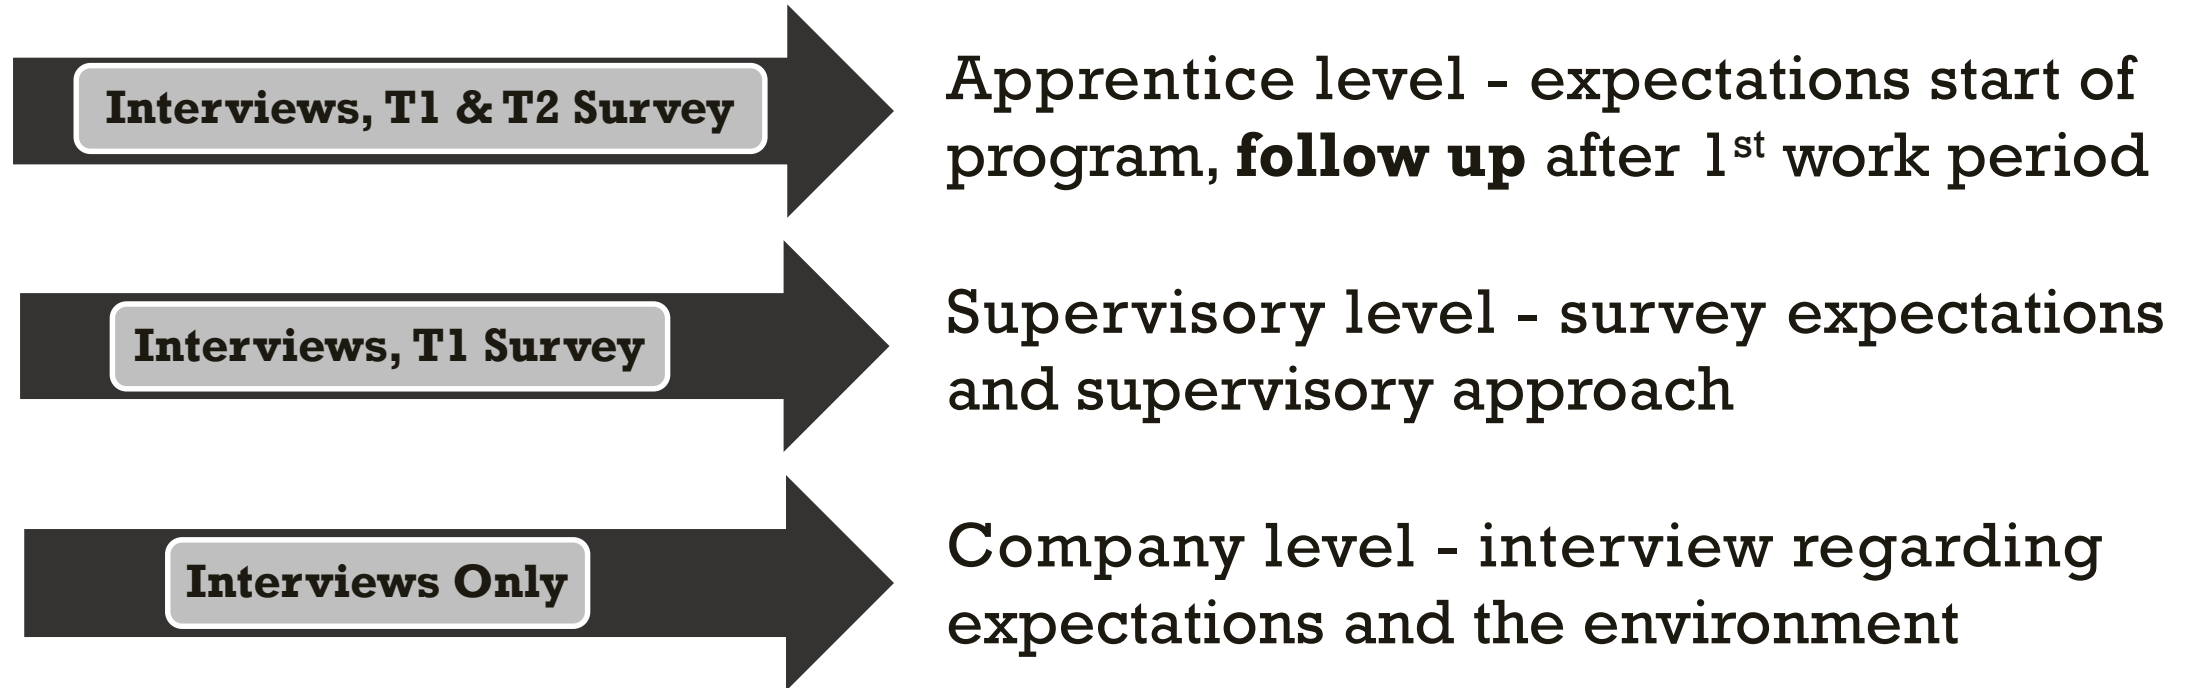 Interviews, T1 & T2 Survey
Apprentice level - expectations start of
program, follow up after 1st work period
Interviews, T1 Survey
Supervisory level - survey expectations
and supervisory approach
Interviews Only
Company level - interview regarding
expectations and the environment